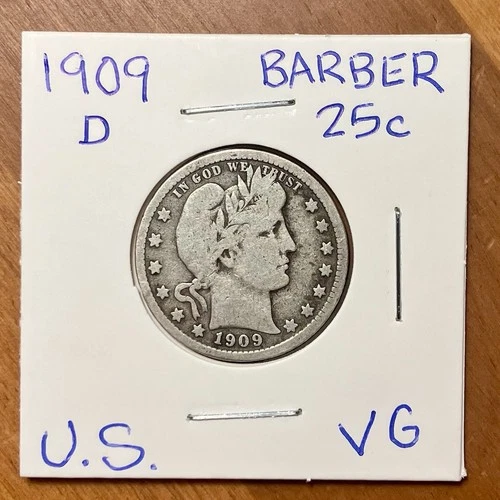 1909 BARBER
D 25c
IN GOD WE TRUST
1909
U.S. VG